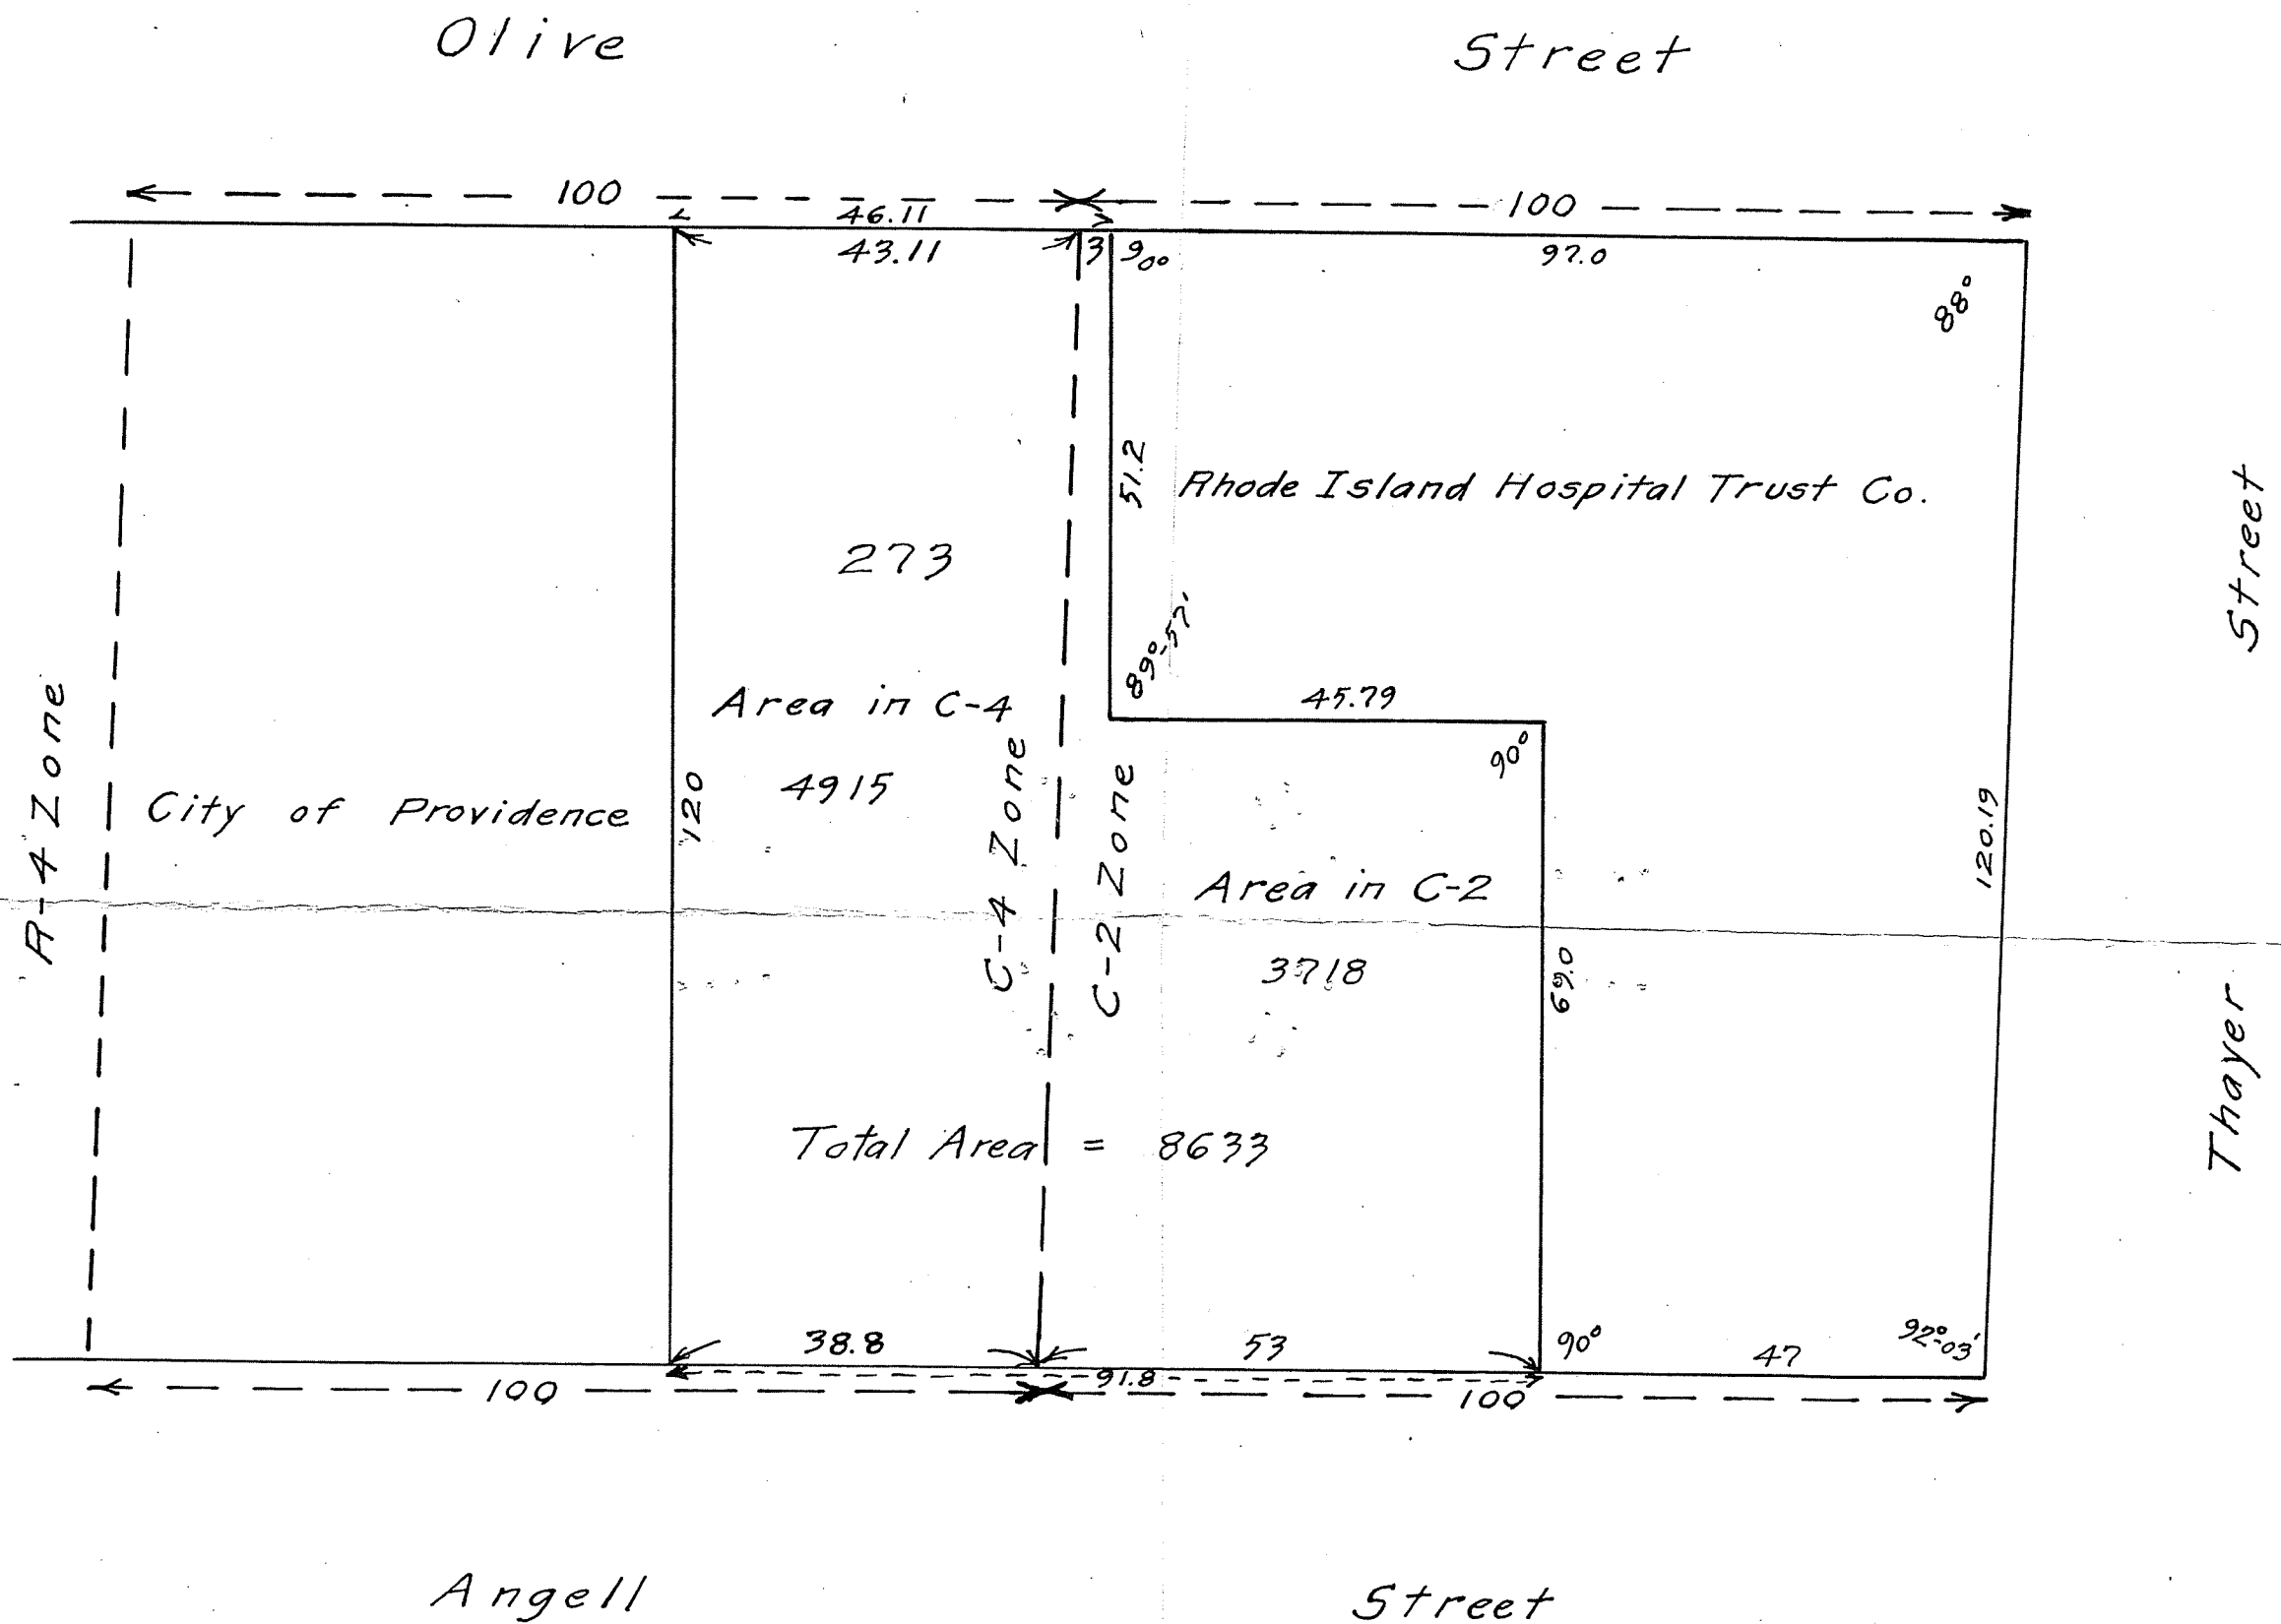 Olive Street
100 100
46.11
43.11 3 90° 97.0
88°
51.2
Rhode Island Hospital Trust Co.
Street
273
89°-57'
Area in C-4
45.79
90°
4915
City of Providence
120
A-4 Zone
C-4 Zone
C-2 Zone
120.19
Area in C-2
3718
69.0
Thayer
Total Area = 8633
38.8 53 90° 47 92°-03'
91.8
100 100
Angell Street